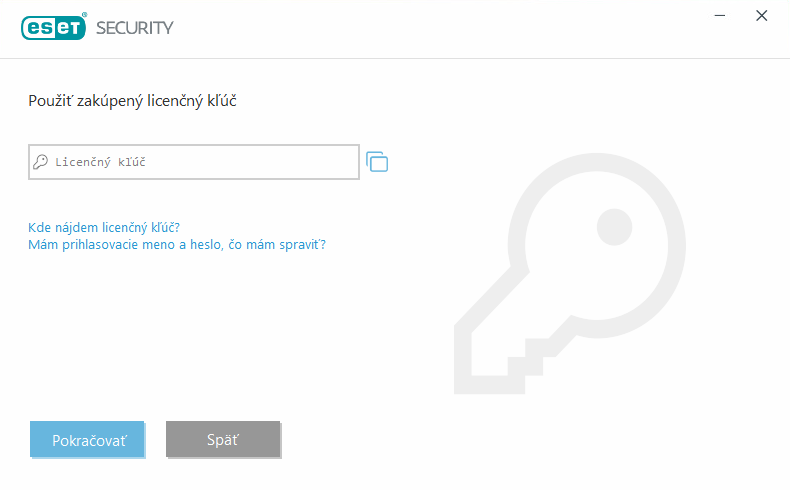 eset® SECURITY
Použiť zakúpený licenčný kľúč
Licenčný kľúč
Kde nájdem licenčný kľúč?
Mám prihlasovacie meno a heslo, čo mám spraviť?
Pokračovať
Späť